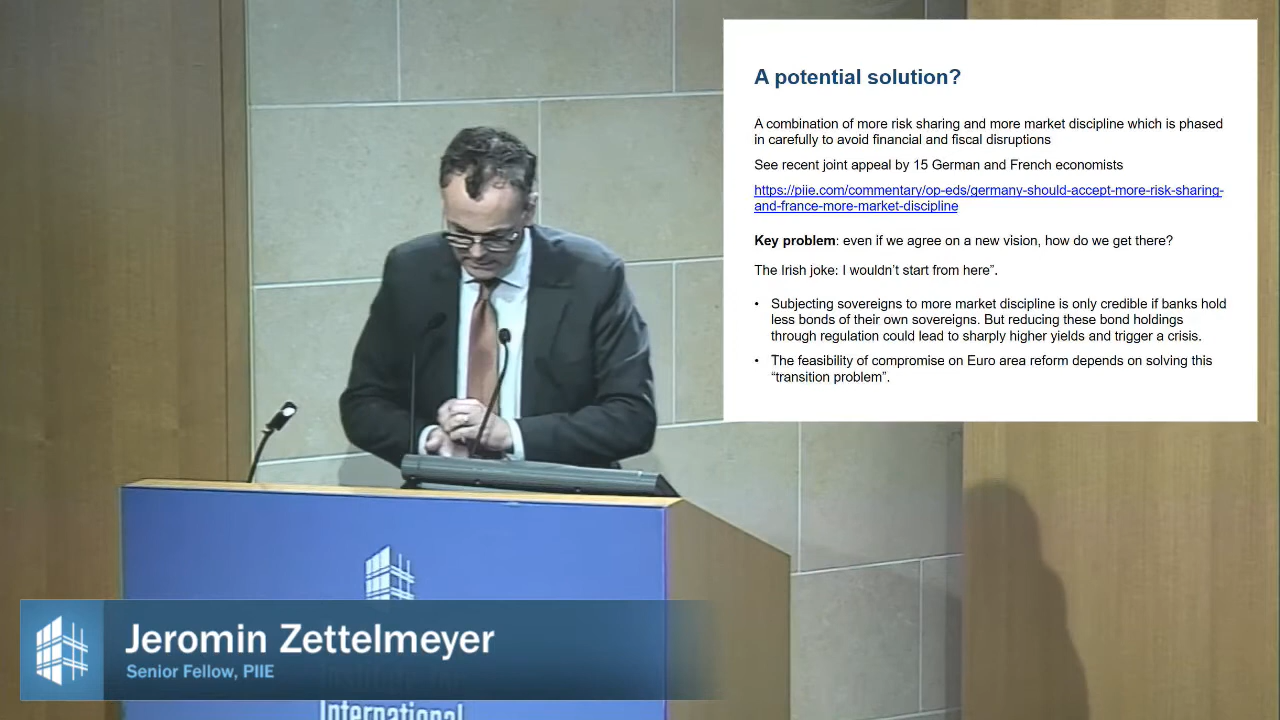 A potential solution?
A combination of more risk sharing and more market discipline which is phased
in carefully to avoid financial and fiscal disruptions
See recent joint appeal by 15 German and French economists
https://piie.com/commentary/op-eds/germany-should-accept-more-risk-sharing-
and-france-more-market-discipline
Key problem: even if we agree on a new vision, how do we get there?
The Irish joke: I wouldn't start from here”.
• Subjecting sovereigns to more market discipline is only credible if banks hold
less bonds of their own sovereigns. But reducing these bond holdings
through regulation could lead to sharply higher yields and trigger a crisis.
• The feasibility of compromise on Euro area reform depends on solving this
“transition problem”.
Jeromin Zettelmeyer
Senior Fellow, PIIE
International